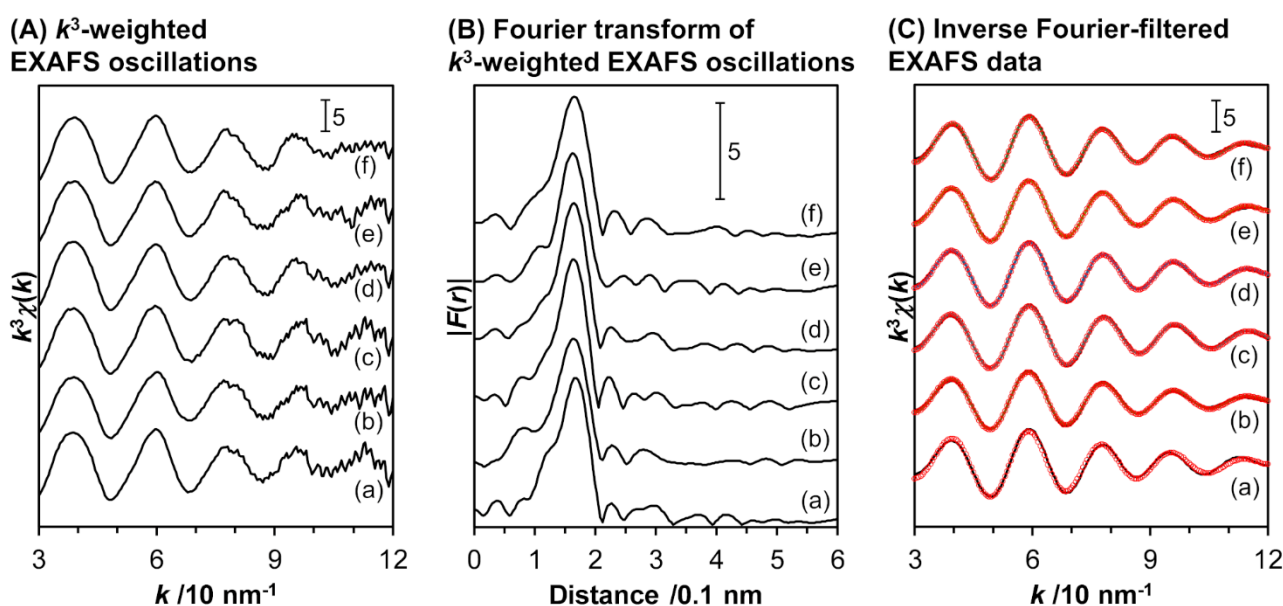 (A) k³-weighted
EXAFS oscillations
(B) Fourier transform of
k³-weighted EXAFS oscillations
(C) Inverse Fourier-filtered
EXAFS data
k³χ(k)
5
(f)
(e)
(d)
(c)
(b)
(a)
3 6 9 12
k /10 nm⁻¹
|F(r)|
5
(f)
(e)
(d)
(c)
(b)
(a)
0 1 2 3 4 5 6
Distance /0.1 nm
k³χ(k)
5
(f)
(e)
(d)
(c)
(b)
(a)
3 6 9 12
k /10 nm⁻¹